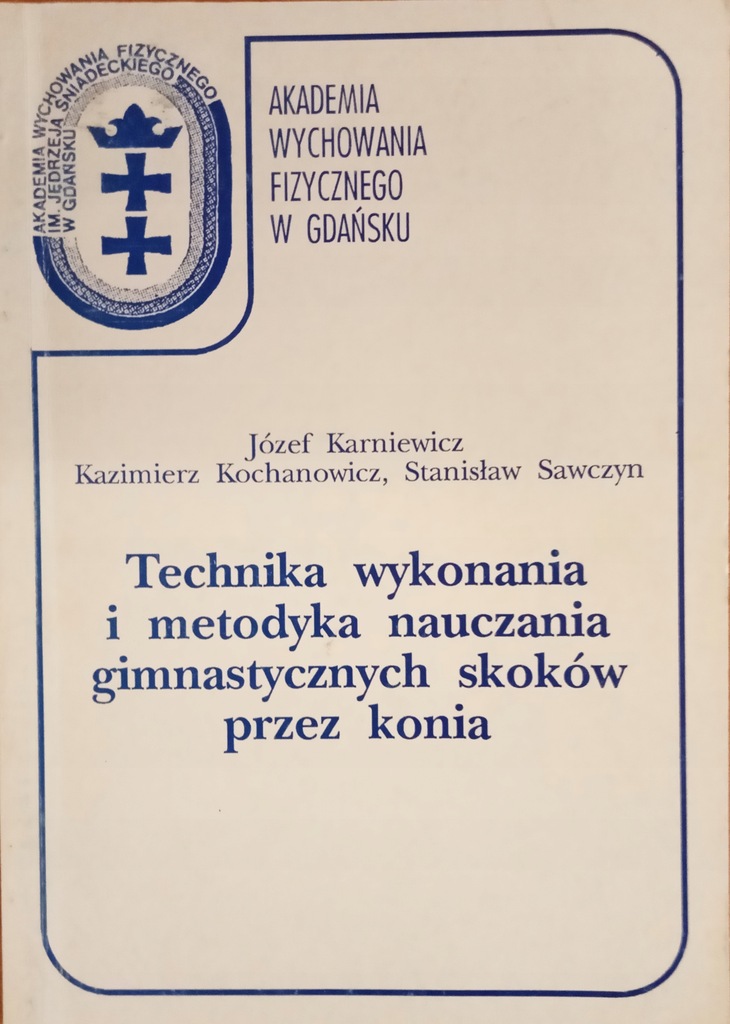 AKADEMIA WYCHOWANIA FIZYCZNEGO
IM. JĘDRZEJA ŚNIADECKIEGO
W GDAŃSKU
AKADEMIA
WYCHOWANIA
FIZYCZNEGO
W GDAŃSKU
Józef Karniewicz
Kazimierz Kochanowicz, Stanisław Sawczyn
Technika wykonania
i metodyka nauczania
gimnastycznych skoków
przez konia